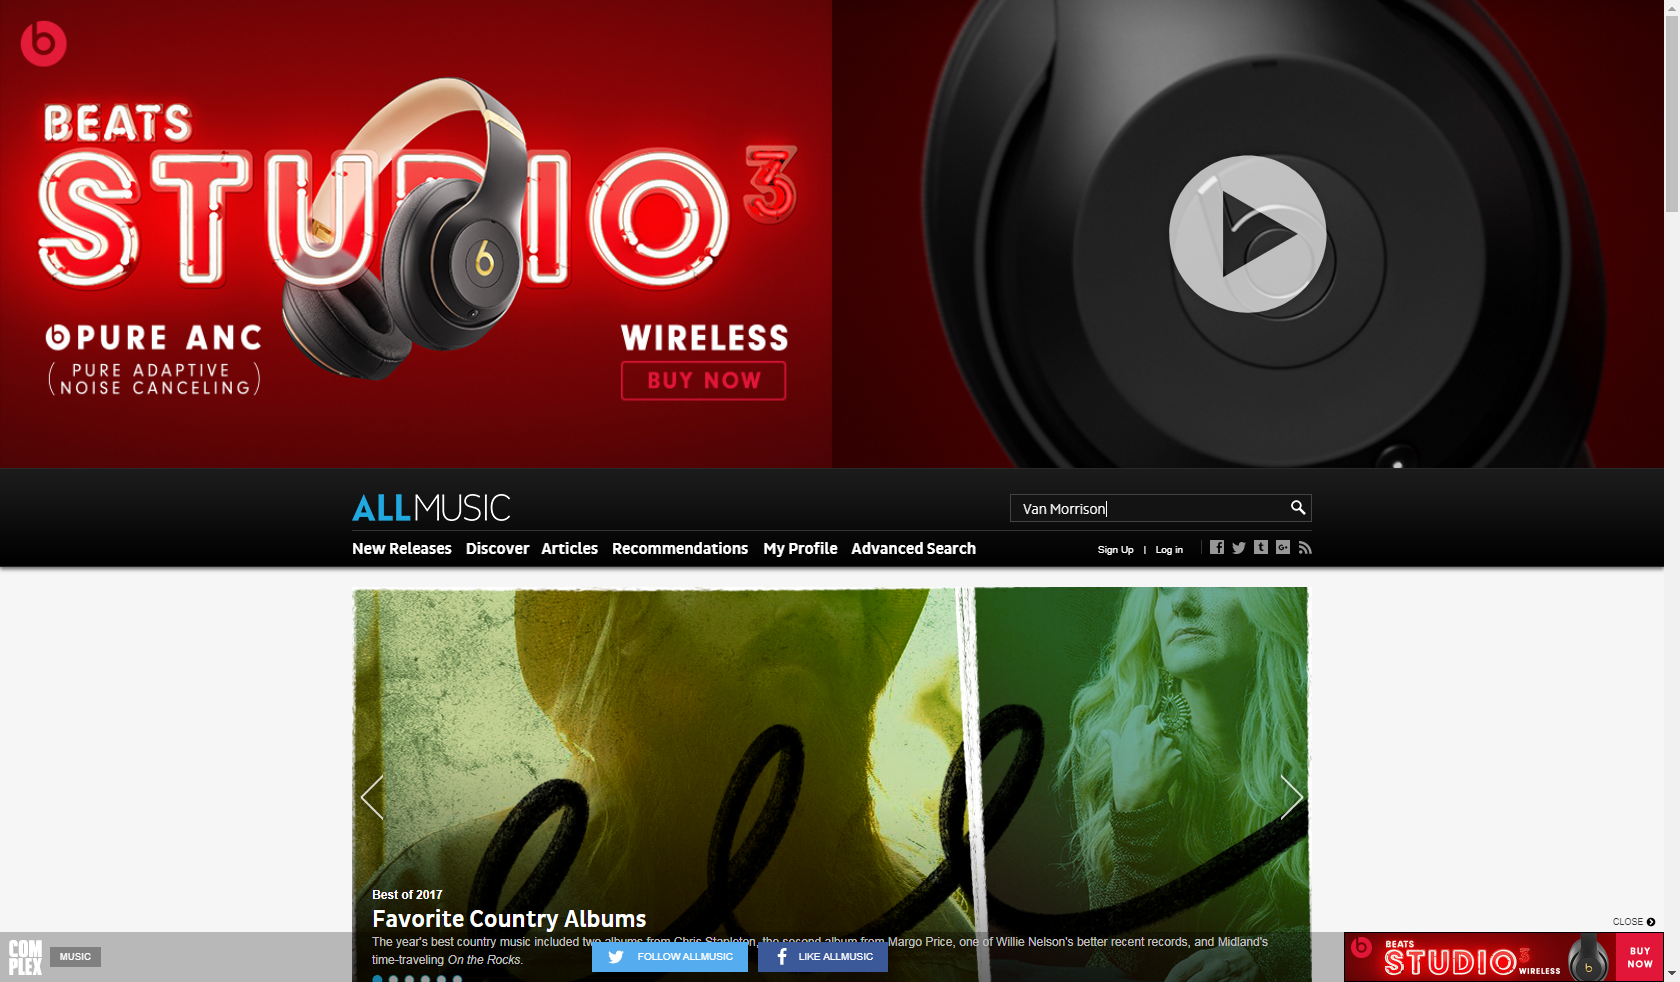 BEATS
STUDIO3
PURE ANC
(PURE ADAPTIVE
NOISE CANCELING)
WIRELESS
BUY NOW
ALLMUSIC
Van Morrison
New Releases Discover Articles Recommendations My Profile Advanced Search
Sign Up | Log in
Best of 2017
Favorite Country Albums
The year's best country music included two albums from Chris Stapleton, the second album from Margo Price, one of Willie Nelson's better recent records, and Midland's
time-traveling On the Rocks.
CLOSE
COM
PLEX
MUSIC
FOLLOW ALLMUSIC
LIKE ALLMUSIC
BEATS
STUDIO3
WIRELESS
BUY
NOW